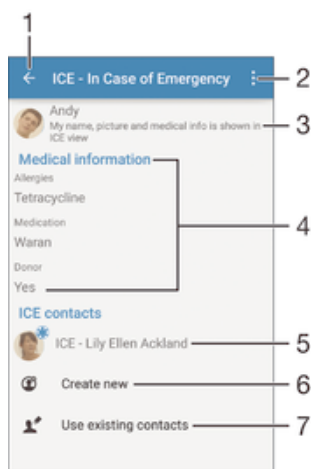 1
ICE - In Case of Emergency
2
Andy
My name, picture and medical info is shown in
ICE view
3
Medical information
Allergies
Tetracycline
Medication
Waran
Donor
Yes
4
ICE contacts
ICE - Lily Ellen Ackland
5
Create new
6
Use existing contacts
7